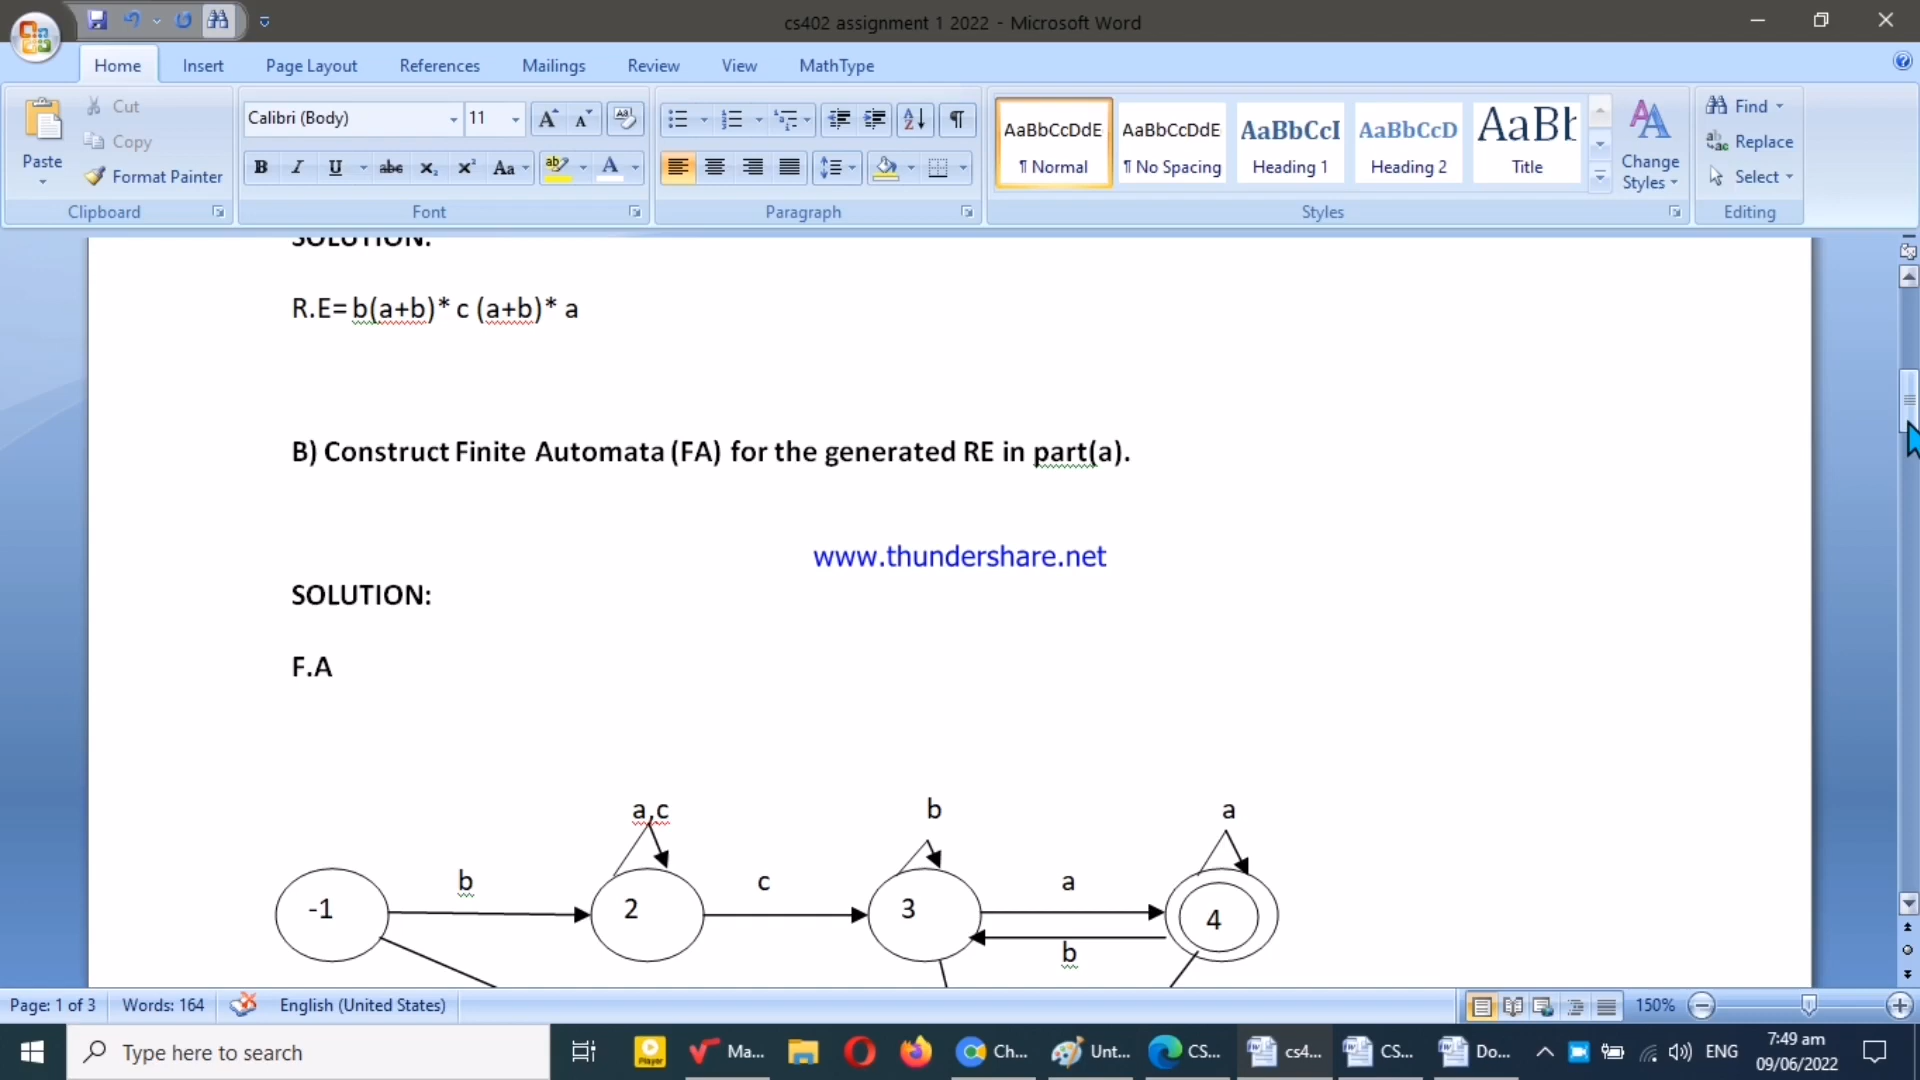 cs402 assignment 1 2022 - Microsoft Word
Home Insert Page Layout References Mailings Review View MathType
Paste
Cut
Copy
Format Painter
Clipboard
Calibri (Body) 11
Font
Paragraph
AaBbCcDdE AaBbCcDdE AaBbCcI AaBbCcD AaBl
¶ Normal ¶ No Spacing Heading 1 Heading 2 Title
Change Styles
Styles
Find
Replace
Select
Editing
SOLUTION:
R.E= b(a+b)* c (a+b)* a
B) Construct Finite Automata (FA) for the generated RE in part(a).
www.thundershare.net
SOLUTION:
F.A
a,c b a
b c a
-1 2 3 4
b
Page: 1 of 3 Words: 164 English (United States) 150%
Type here to search
Player Ma... Ch... Unt... CS... cs4... CS... Do... ENG
7:49 am
09/06/2022